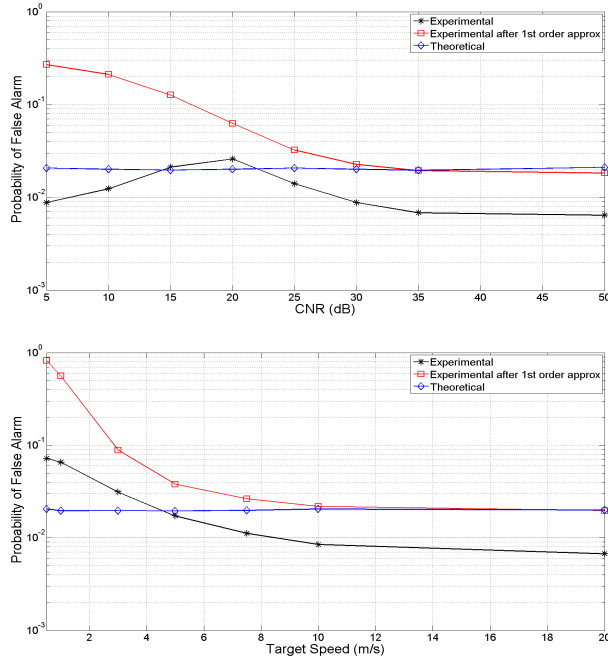 Experimental
Experimental after 1st order approx
Theoretical
Probability of False Alarm
10^0
10^-1
10^-2
10^-3
5 10 15 20 25 30 35 40 45 50
CNR (dB)
Experimental
Experimental after 1st order approx
Theoretical
Probability of False Alarm
10^0
10^-1
10^-2
10^-3
2 4 6 8 10 12 14 16 18 20
Target Speed (m/s)